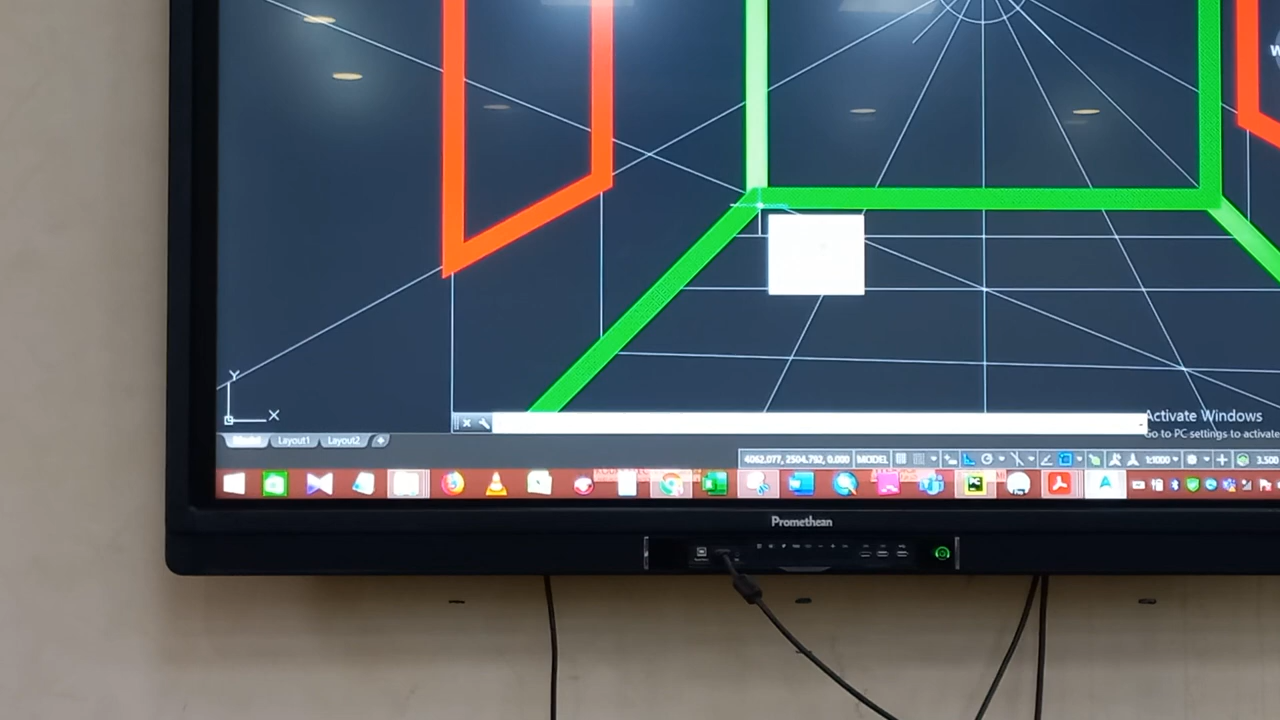 W
Y
X
Activate Windows
Go to PC settings to activate
Model Layout1 Layout2 +
4062.077, 2504.792, 0.000 MODEL 1:1000 3.500
PC
Promethean